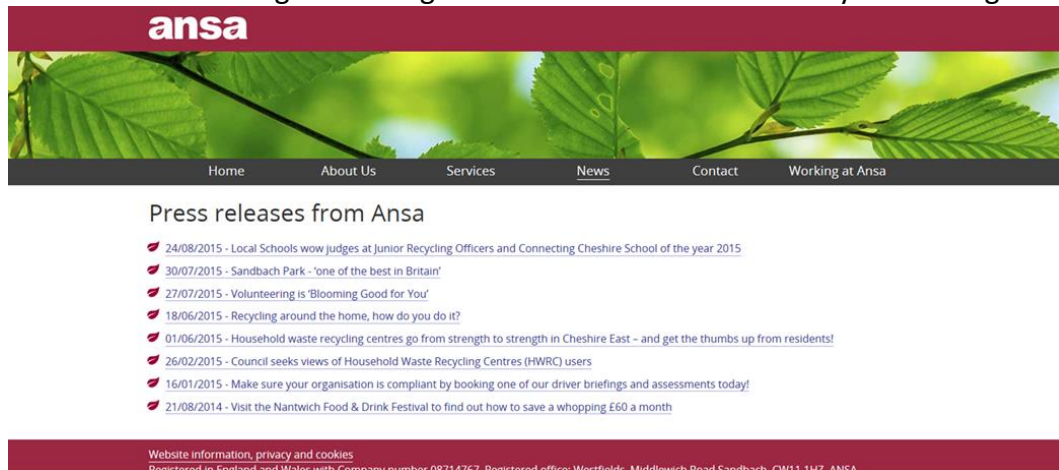 ansa
Home About Us Services News Contact Working at Ansa
Press releases from Ansa
24/08/2015 - Local Schools wow judges at Junior Recycling Officers and Connecting Cheshire School of the year 2015
30/07/2015 - Sandbach Park - 'one of the best in Britain'
27/07/2015 - Volunteering is 'Blooming Good for You'
18/06/2015 - Recycling around the home, how do you do it?
01/06/2015 - Household waste recycling centres go from strength to strength in Cheshire East – and get the thumbs up from residents!
26/02/2015 - Council seeks views of Household Waste Recycling Centres (HWRC) users
16/01/2015 - Make sure your organisation is compliant by booking one of our driver briefings and assessments today!
21/08/2014 - Visit the Nantwich Food & Drink Festival to find out how to save a whopping £60 a month
Website information, privacy and cookies
Registered in England and Wales with Company number 08714767. Registered office: Westfields, Middlewich Road Sandbach, CW11 1HZ. ANSA